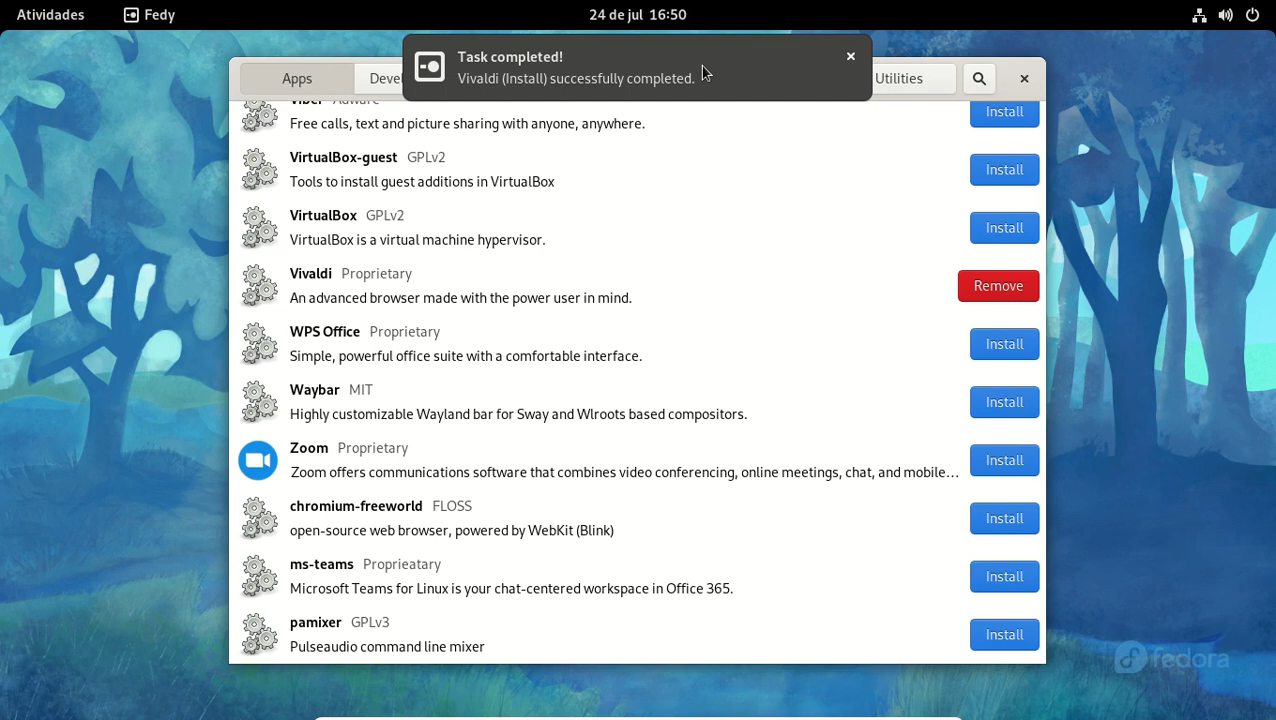 Atividades Fedy 24 de jul 16:50
Task completed!
Vivaldi (Install) successfully completed.
Apps Devel Utilities
Viber Adware
Free calls, text and picture sharing with anyone, anywhere. Install
VirtualBox-guest GPLv2
Tools to install guest additions in VirtualBox Install
VirtualBox GPLv2
VirtualBox is a virtual machine hypervisor. Install
Vivaldi Proprietary
An advanced browser made with the power user in mind. Remove
WPS Office Proprietary
Simple, powerful office suite with a comfortable interface. Install
Waybar MIT
Highly customizable Wayland bar for Sway and Wlroots based compositors. Install
Zoom Proprietary
Zoom offers communications software that combines video conferencing, online meetings, chat, and mobile… Install
chromium-freeworld FLOSS
open-source web browser, powered by WebKit (Blink) Install
ms-teams Proprieatary
Microsoft Teams for Linux is your chat-centered workspace in Office 365. Install
pamixer GPLv3
Pulseaudio command line mixer Install
fedora